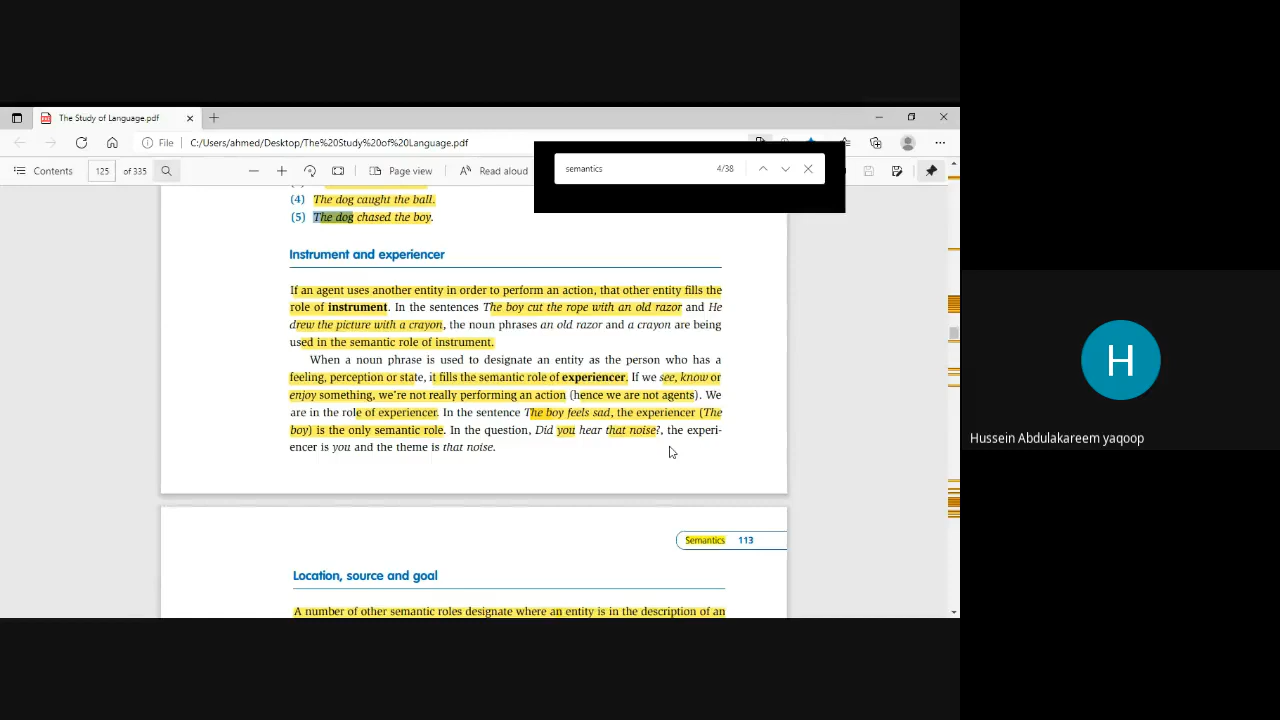 The Study of Language.pdf
File C:/Users/ahmed/Desktop/The%20Study%20of%20Language.pdf
semantics 4/38
Contents 125 of 335 Page view Read aloud
(4) The dog caught the ball.
(5) The dog chased the boy.
Instrument and experiencer
If an agent uses another entity in order to perform an action, that other entity fills the
role of instrument. In the sentences The boy cut the rope with an old razor and He
drew the picture with a crayon, the noun phrases an old razor and a crayon are being
used in the semantic role of instrument.
When a noun phrase is used to designate an entity as the person who has a
feeling, perception or state, it fills the semantic role of experiencer. If we see, know or
enjoy something, we're not really performing an action (hence we are not agents). We
are in the role of experiencer. In the sentence The boy feels sad, the experiencer (The
boy) is the only semantic role. In the question, Did you hear that noise?, the experi-
encer is you and the theme is that noise.
Semantics 113
Location, source and goal
A number of other semantic roles designate where an entity is in the description of an
H
Hussein Abdulakareem yaqoop